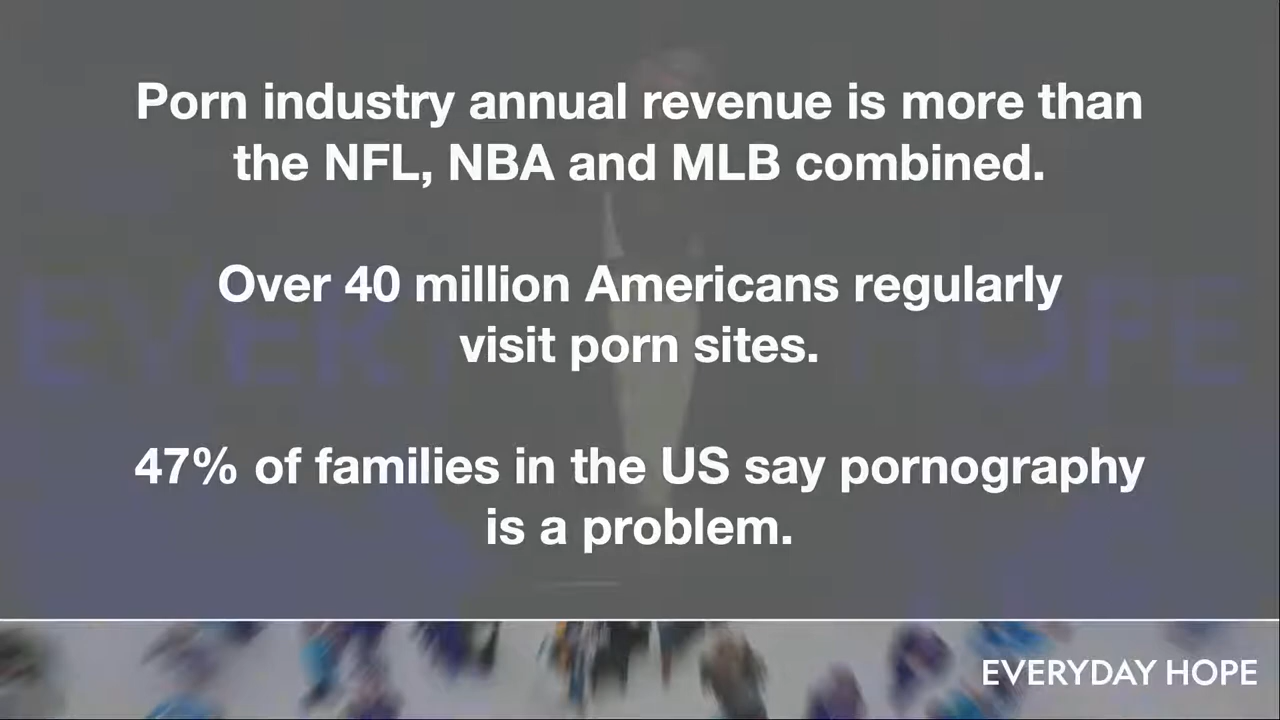 Porn industry annual revenue is more than
the NFL, NBA and MLB combined.
Over 40 million Americans regularly
visit porn sites.
47% of families in the US say pornography
is a problem.
EVERYDAY HOPE